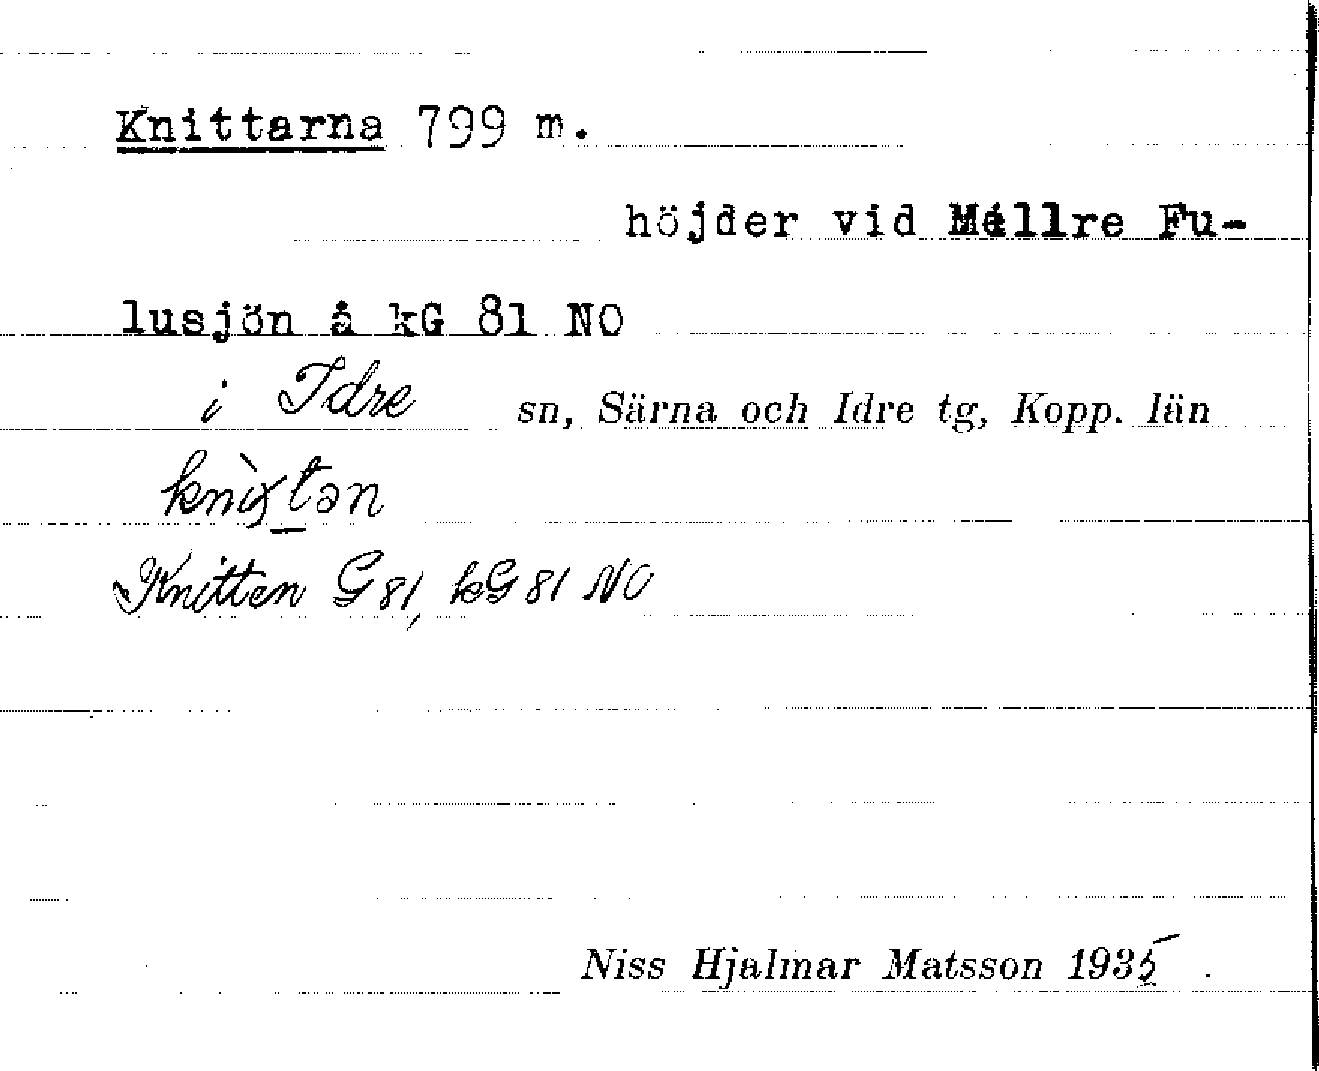 Knittarna 799 m.
höjder vid Mellre Fu-
lusjön å kG 81 NO
i Idre sn, Särna och Idre tg, Kopp. län
Knitten G 81, kG 81 NO
Niss Hjalmar Matsson 1935.